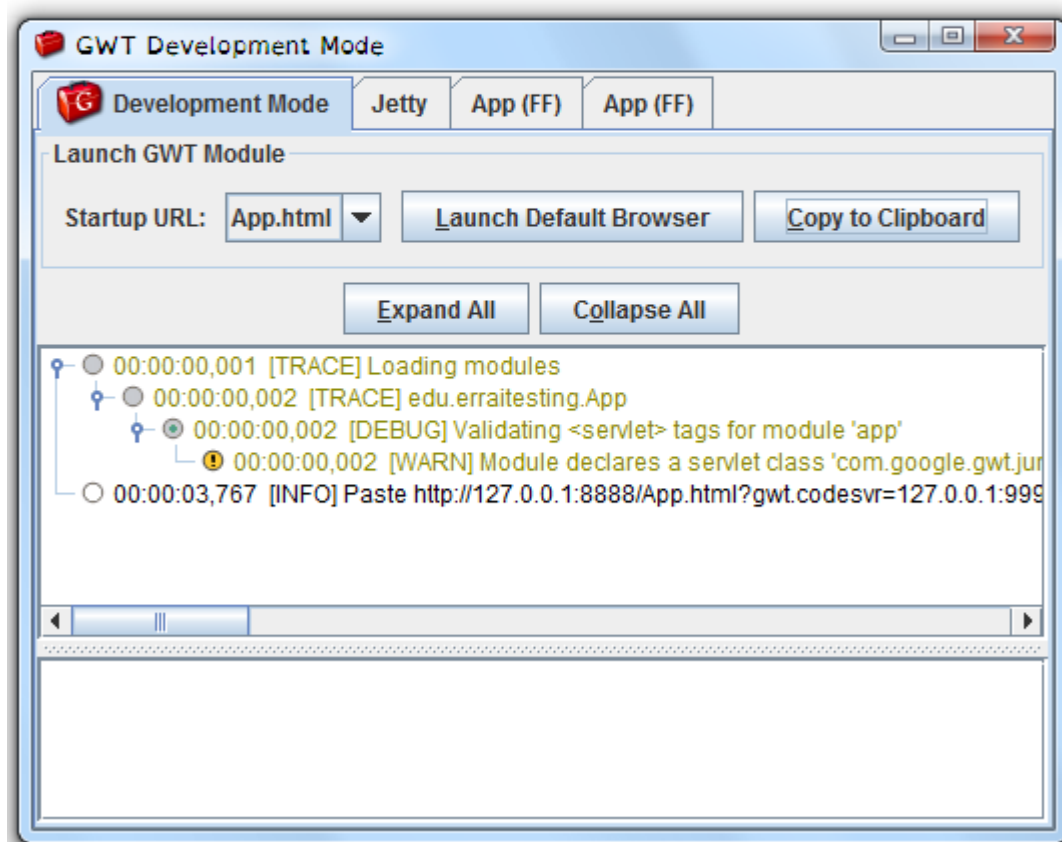 GWT Development Mode
G Development Mode Jetty App (FF) App (FF)
Launch GWT Module
Startup URL: App.html Launch Default Browser Copy to Clipboard
Expand All Collapse All
00:00:00,001 [TRACE] Loading modules
00:00:00,002 [TRACE] edu.erraitesting.App
00:00:00,002 [DEBUG] Validating <servlet> tags for module 'app'
00:00:00,002 [WARN] Module declares a servlet class 'com.google.gwt.jur
00:00:03,767 [INFO] Paste http://127.0.0.1:8888/App.html?gwt.codesvr=127.0.0.1:999